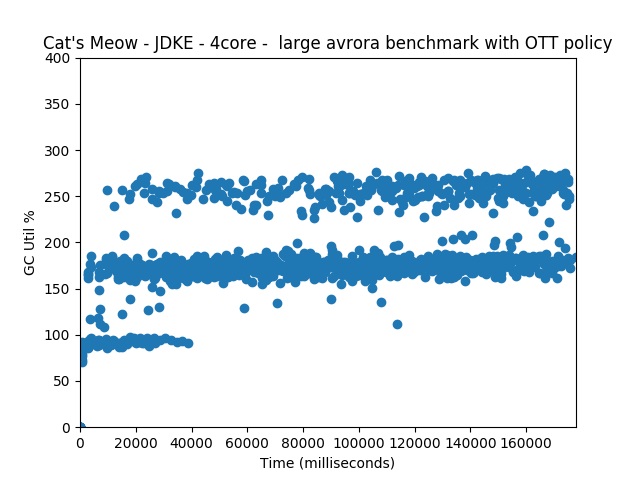 Cat's Meow - JDKE - 4core -  large avrora benchmark with OTT policy
400
350
300
250
200
150
100
50
0
GC Util %
0 20000 40000 60000 80000 100000 120000 140000 160000
Time (milliseconds)